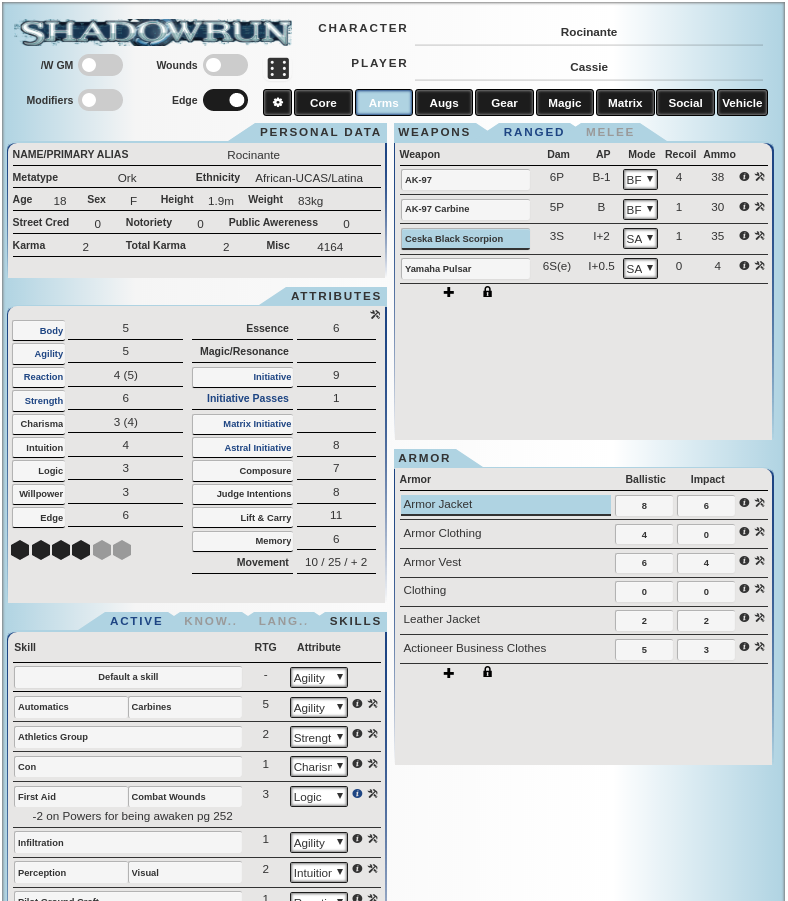 SHADOWRUN
CHARACTER Rocinante
/W GM Wounds PLAYER Cassie
Modifiers Edge Core Arms Augs Gear Magic Matrix Social Vehicle
PERSONAL DATA
NAME/PRIMARY ALIAS Rocinante
Metatype Ork Ethnicity African-UCAS/Latina
Age 18 Sex F Height 1.9m Weight 83kg
Street Cred 0 Notoriety 0 Public Awereness 0
Karma 2 Total Karma 2 Misc 4164
ATTRIBUTES
Body 5 Essence 6
Agility 5 Magic/Resonance
Reaction 4 (5) Initiative 9
Strength 6 Initiative Passes 1
Charisma 3 (4) Matrix Initiative
Intuition 4 Astral Initiative 8
Logic 3 Composure 7
Willpower 3 Judge Intentions 8
Edge 6 Lift & Carry 11
Memory 6
Movement 10 / 25 / + 2
ACTIVE KNOW.. LANG.. SKILLS
Skill RTG Attribute
Default a skill - Agility
Automatics Carbines 5 Agility
Athletics Group 2 Strengt
Con 1 Charisr
First Aid Combat Wounds 3 Logic
-2 on Powers for being awaken pg 252
Infiltration 1 Agility
Perception Visual 2 Intuitior
WEAPONS RANGED MELEE
Weapon Dam AP Mode Recoil Ammo
AK-97 6P B-1 BF 4 38
AK-97 Carbine 5P B BF 1 30
Ceska Black Scorpion 3S I+2 SA 1 35
Yamaha Pulsar 6S(e) I+0.5 SA 0 4
ARMOR
Armor Ballistic Impact
Armor Jacket 8 6
Armor Clothing 4 0
Armor Vest 6 4
Clothing 0 0
Leather Jacket 2 2
Actioneer Business Clothes 5 3